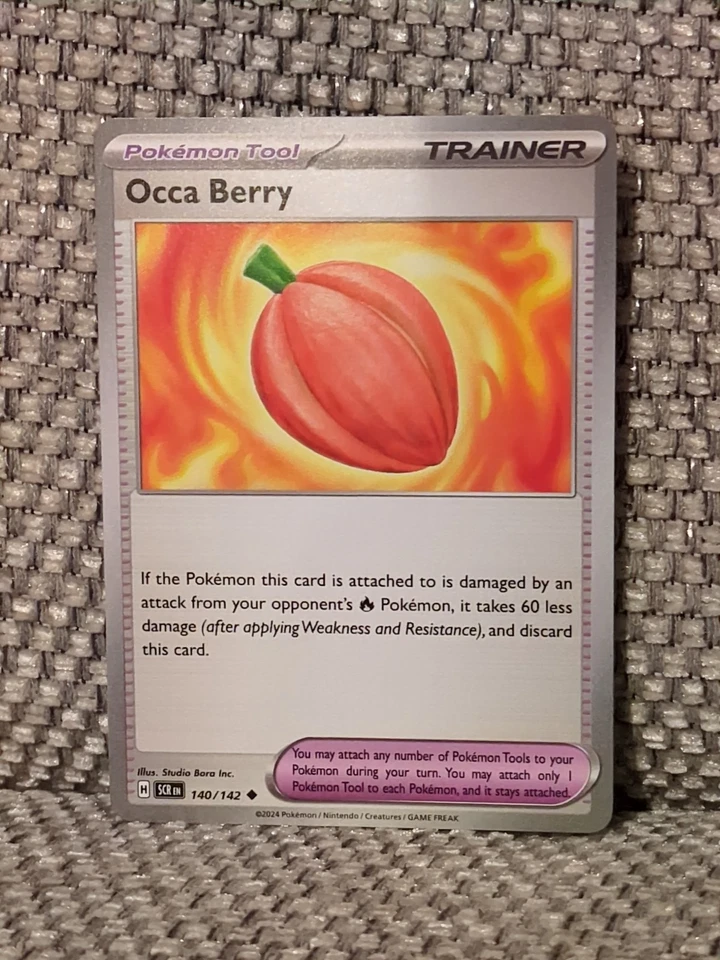 Pokémon Tool TRAINER
Occa Berry
If the Pokémon this card is attached to is damaged by an
attack from your opponent's Pokémon, it takes 60 less
damage (after applying Weakness and Resistance), and discard
this card.
You may attach any number of Pokémon Tools to your
Pokémon during your turn. You may attach only 1
Pokémon Tool to each Pokémon, and it stays attached.
Illus. Studio Bora Inc.
H SCR EN 140/142
©2024 Pokémon / Nintendo / Creatures / GAME FREAK